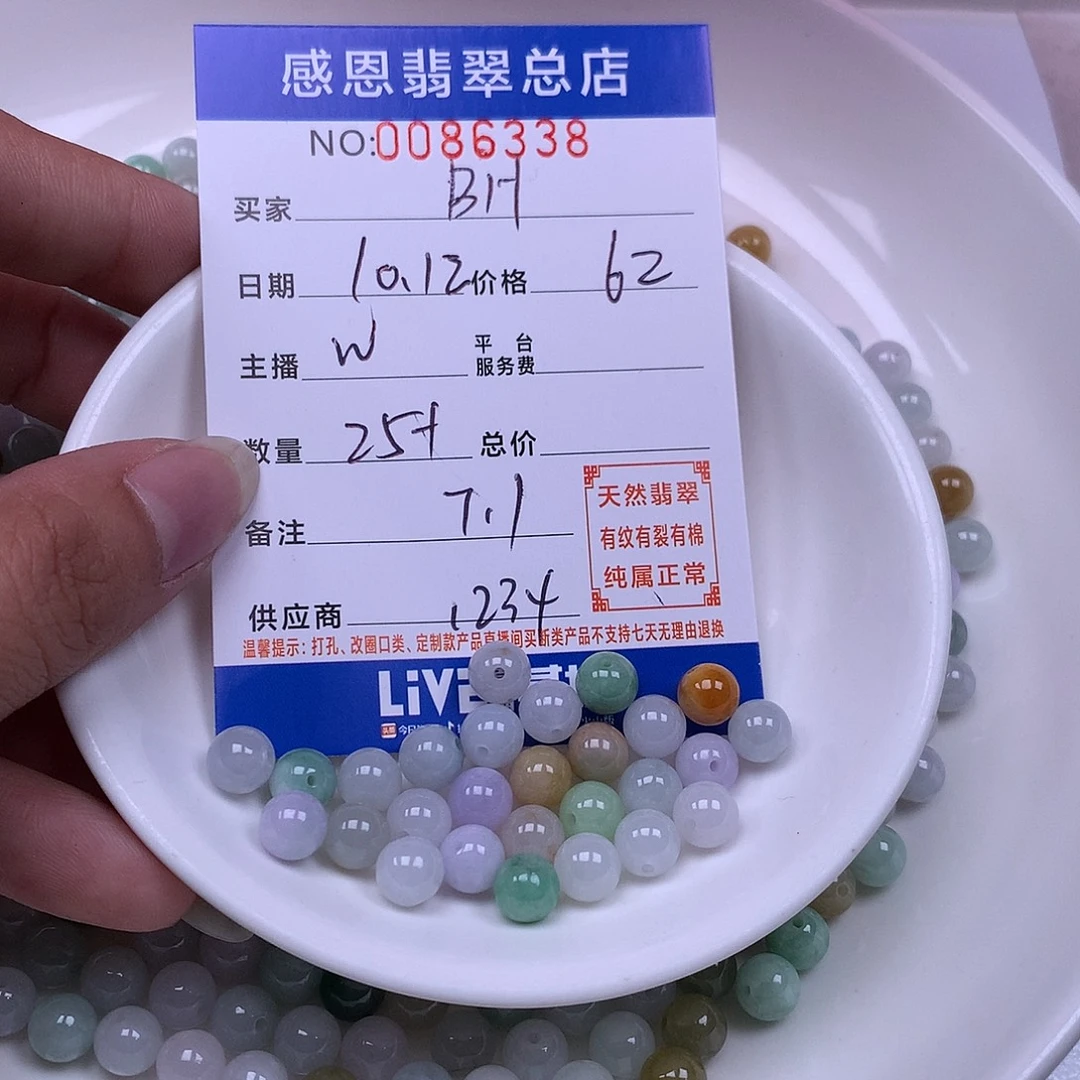 感恩翡翠总店
NO:0086338
买家 BH
日期 10.12 价格 62
主播 W 平台服务费
数量 25+ 总价
备注 7.1
天然翡翠
有纹有裂有棉
纯属正常
供应商 1234
温馨提示：打孔、改圈口类、定制款产品直播间买断类产品不支持七天无理由退换
LiVE